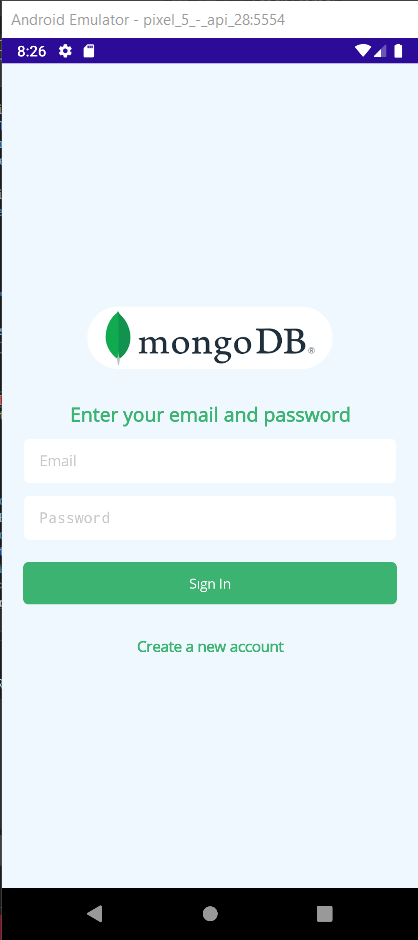 Android Emulator - pixel_5_-_api_28:5554
8:26
mongoDB®
Enter your email and password
Email
Password
Sign In
Create a new account